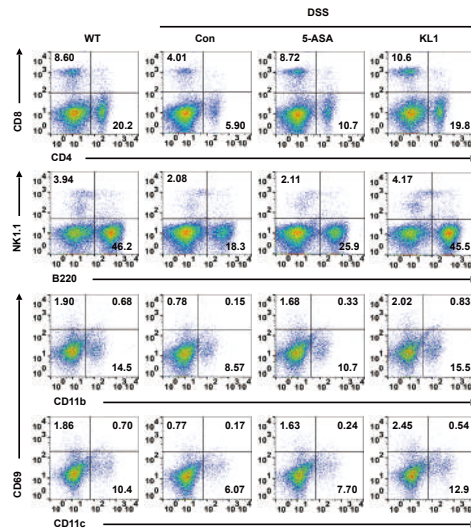 DSS
WT Con 5-ASA KL1
8.60 4.01 8.72 10.6
20.2 5.90 10.7 19.8
CD8
CD4
3.94 2.08 2.11 4.17
46.2 18.3 25.9 45.5
NK1.1
B220
1.90 0.68 0.78 0.15 1.68 0.33 2.02 0.83
14.5 8.57 10.7 15.5
CD11b
1.86 0.70 0.77 0.17 1.63 0.24 2.45 0.54
10.4 6.07 7.70 12.9
CD69
CD11c